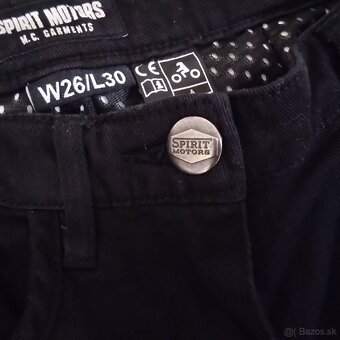 SPIRIT MOTORS
M.C. GARMENTS
W26/L30
CE
i
A
SPIRIT
MOTORS
© Bazos.sk